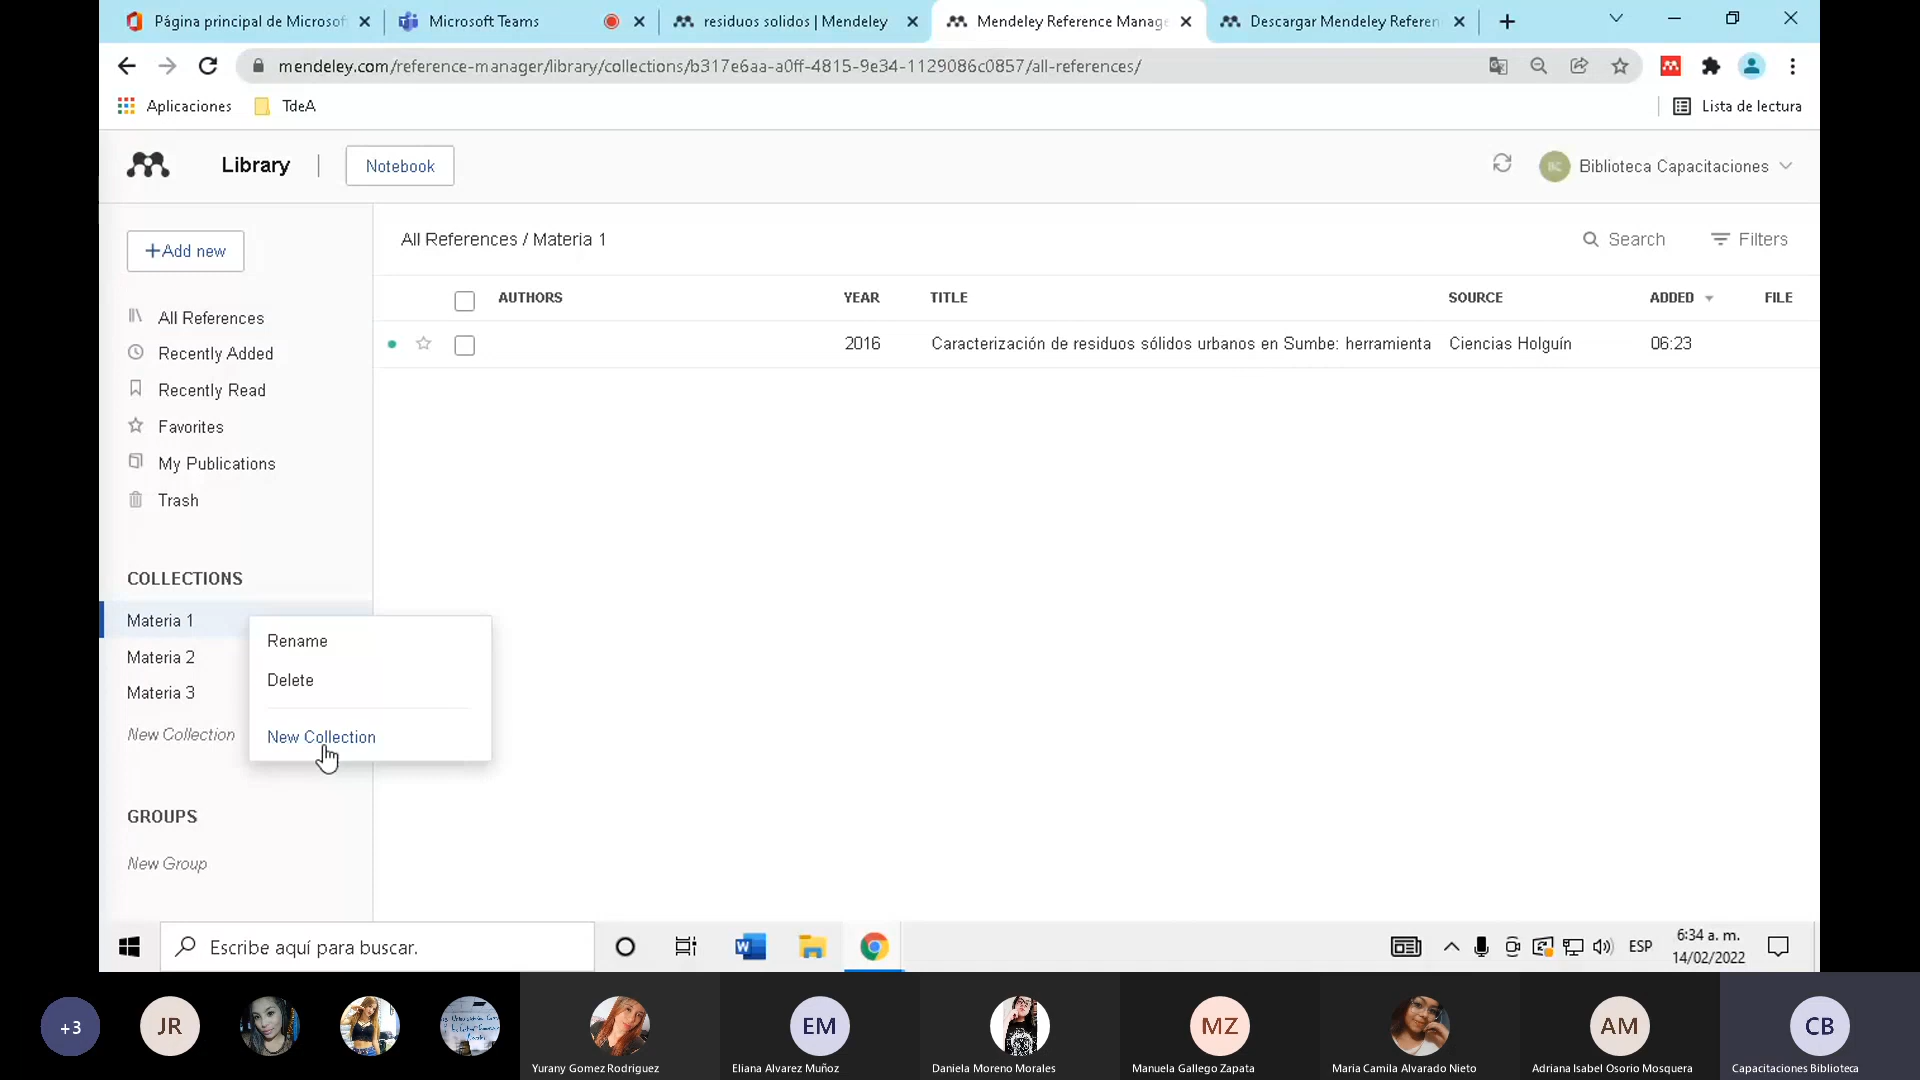 Página principal de Microsof
Microsoft Teams
residuos solidos | Mendeley
Mendeley Reference Manag
Descargar Mendeley Referen
mendeley.com/reference-manager/library/collections/b317e6aa-a0ff-4815-9e34-1129086c0857/all-references/
Aplicaciones
TdeA
Lista de lectura
Library
Notebook
BC
Biblioteca Capacitaciones
+Add new
All References / Materia 1
Search
Filters
AUTHORS
YEAR
TITLE
SOURCE
ADDED
FILE
2016
Caracterización de residuos sólidos urbanos en Sumbe: herramienta
Ciencias Holguín
06:23
All References
Recently Added
Recently Read
Favorites
My Publications
Trash
COLLECTIONS
Materia 1
Materia 2
Materia 3
New Collection
Rename
Delete
New Collection
GROUPS
New Group
Escribe aquí para buscar.
ESP
6:34 a. m.
14/02/2022
+3
JR
Yurany Gomez Rodriguez
EM
Eliana Alvarez Muñoz
Daniela Moreno Morales
MZ
Manuela Gallego Zapata
Maria Camila Alvarado Nieto
AM
Adriana Isabel Osorio Mosquera
CB
Capacitaciones Biblioteca